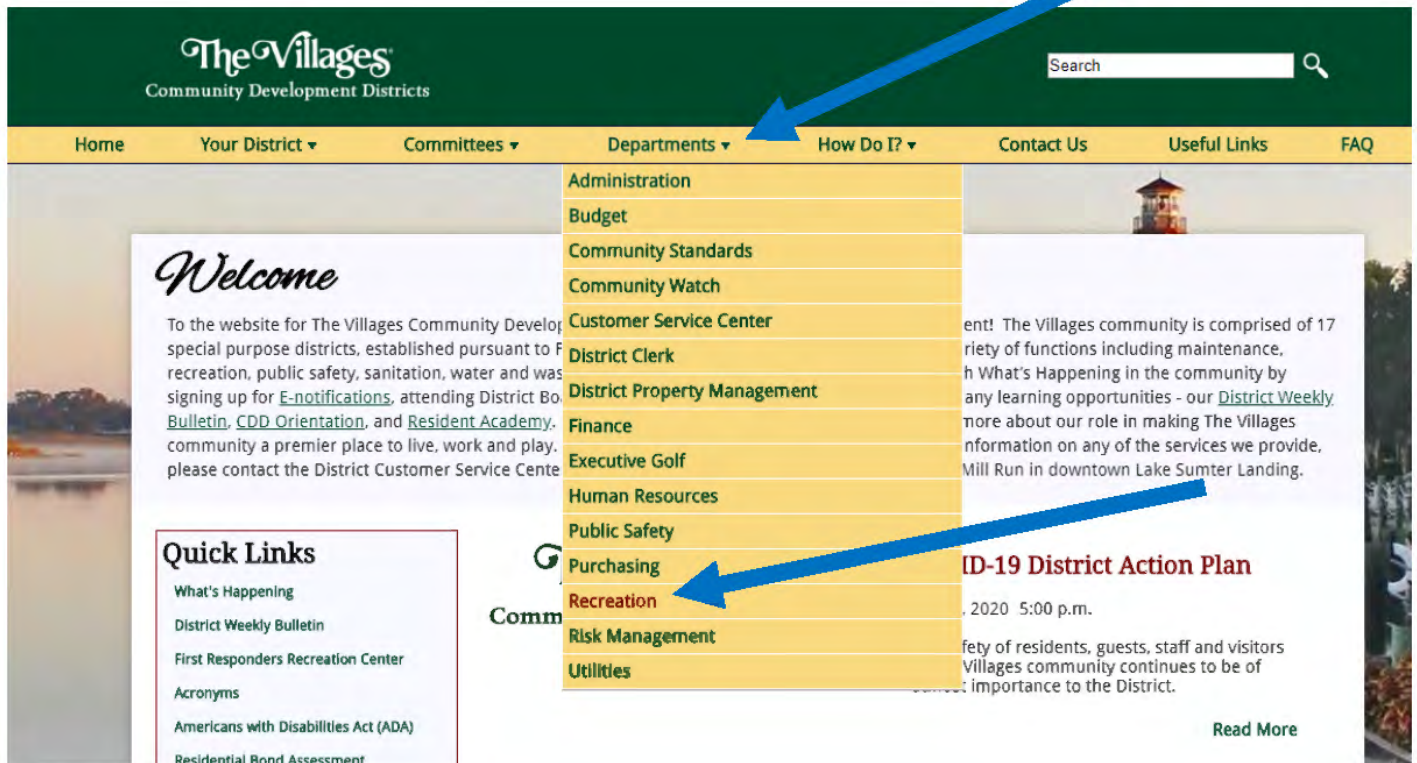 The Villages
Community Development Districts
Search
Home Your District ▾ Committees ▾ Departments ▾ How Do I? ▾ Contact Us Useful Links FAQ
Administration
Budget
Community Standards
Community Watch
Customer Service Center
District Clerk
District Property Management
Finance
Executive Golf
Human Resources
Public Safety
Purchasing
Recreation
Risk Management
Utilities
Welcome
To the website for The Villages Community Develop ent! The Villages community is comprised of 17
special purpose districts, established pursuant to F riety of functions including maintenance,
recreation, public safety, sanitation, water and was h What's Happening in the community by
signing up for E-notifications, attending District Bo any learning opportunities - our District Weekly
Bulletin, CDD Orientation, and Resident Academy. more about our role in making The Villages
community a premier place to live, work and play. nformation on any of the services we provide,
please contact the District Customer Service Cente Mill Run in downtown Lake Sumter Landing.
Quick Links
What's Happening
District Weekly Bulletin
First Responders Recreation Center
Acronyms
Americans with Disabilities Act (ADA)
Residential Bond Assessment
Comm
ID-19 District Action Plan
, 2020 5:00 p.m.
fety of residents, guests, staff and visitors
Villages community continues to be of
importance to the District.
Read More